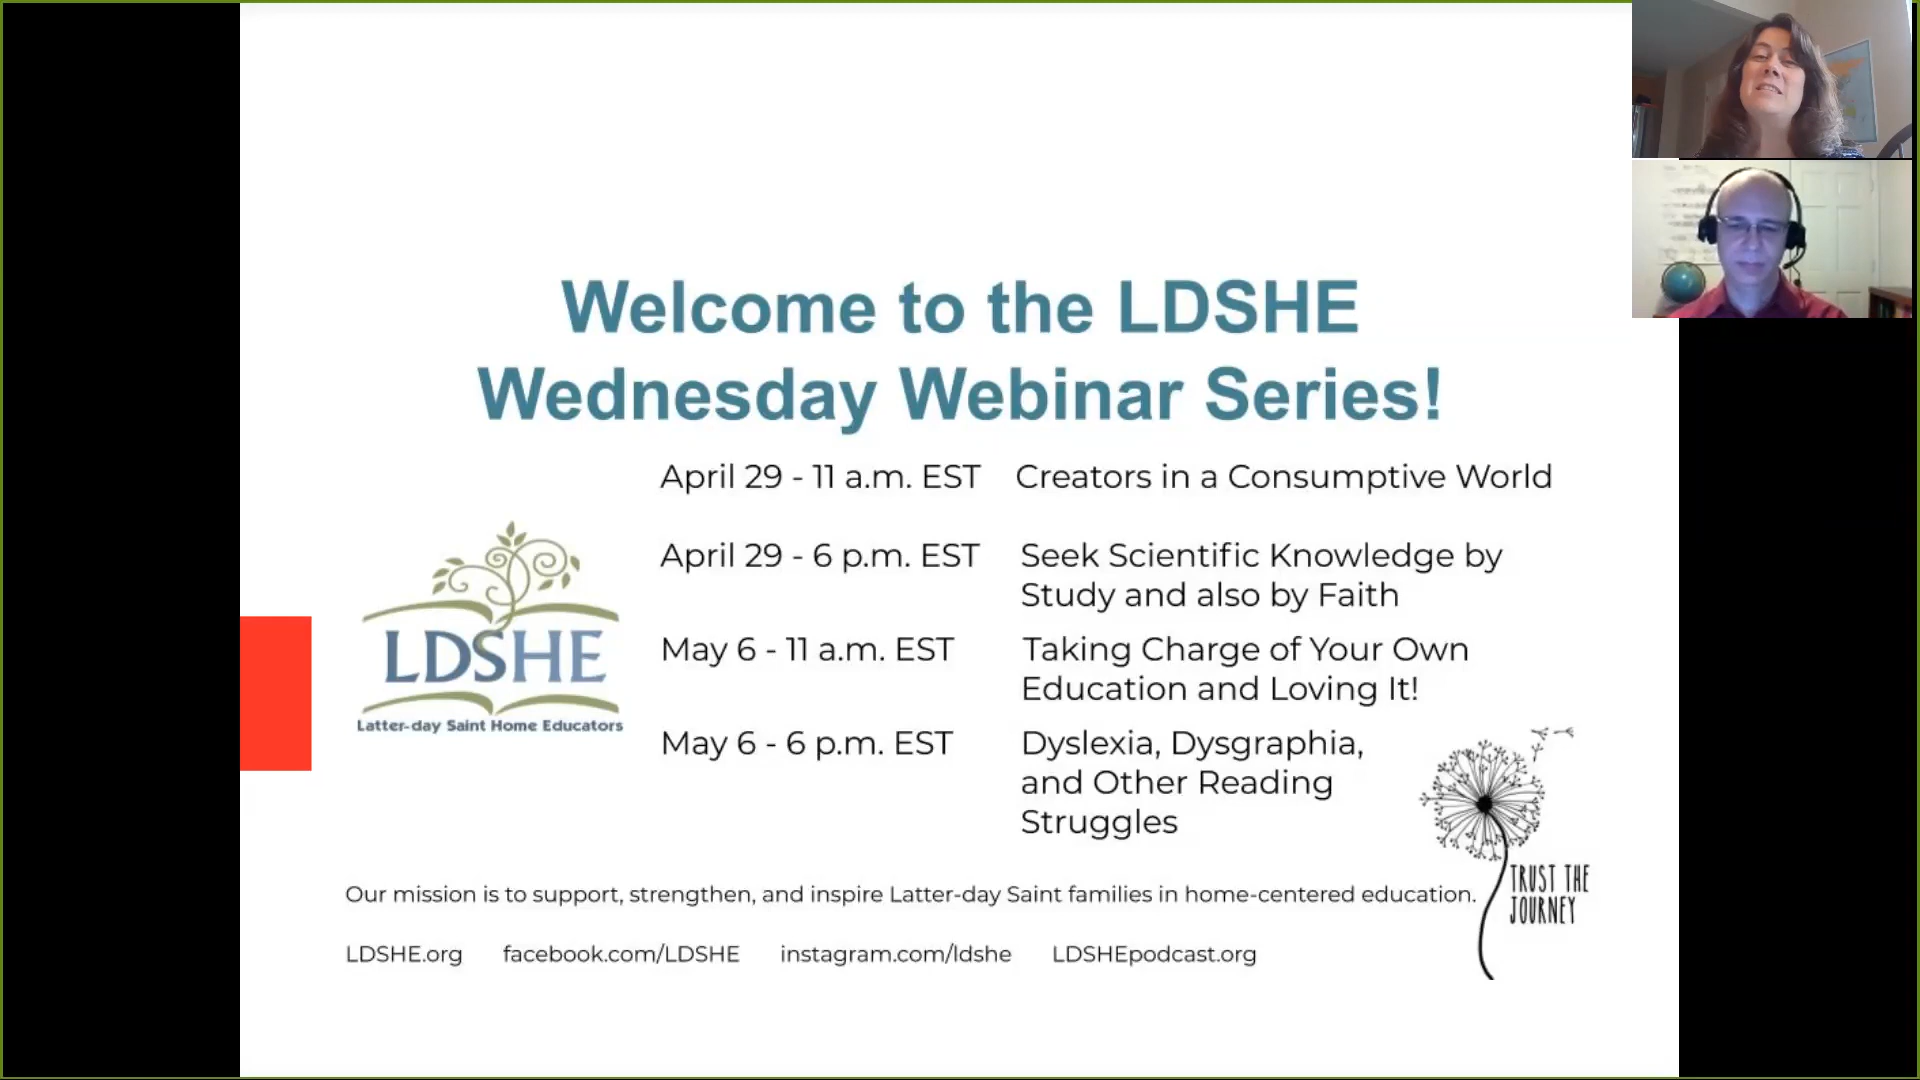 Welcome to the LDSHE
Wednesday Webinar Series!
April 29 - 11 a.m. EST Creators in a Consumptive World
April 29 - 6 p.m. EST Seek Scientific Knowledge by
Study and also by Faith
May 6 - 11 a.m. EST Taking Charge of Your Own
Education and Loving It!
May 6 - 6 p.m. EST Dyslexia, Dysgraphia,
and Other Reading
Struggles
LDSHE
Latter-day Saint Home Educators
TRUST THE
JOURNEY
Our mission is to support, strengthen, and inspire Latter-day Saint families in home-centered education.
LDSHE.org facebook.com/LDSHE instagram.com/ldshe LDSHEpodcast.org